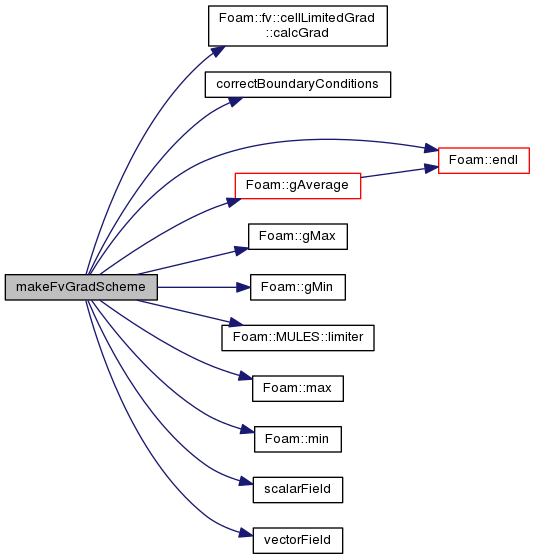 Foam::fv::cellLimitedGrad
::calcGrad
correctBoundaryConditions
Foam::endl
Foam::gAverage
Foam::gMax
makeFvGradScheme
Foam::gMin
Foam::MULES::limiter
Foam::max
Foam::min
scalarField
vectorField